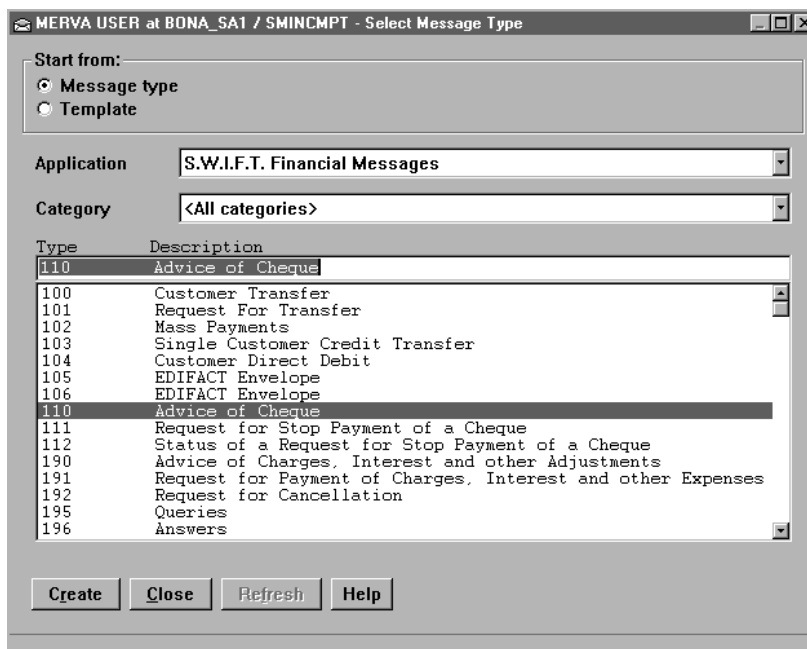 MERVA USER at BONA_SA1 / SMINCMPT - Select Message Type
Start from:
Message type
Template
Application S.W.I.F.T. Financial Messages
Category <All categories>
Type Description
110 Advice of Cheque
100 Customer Transfer
101 Request For Transfer
102 Mass Payments
103 Single Customer Credit Transfer
104 Customer Direct Debit
105 EDIFACT Envelope
106 EDIFACT Envelope
110 Advice of Cheque
111 Request for Stop Payment of a Cheque
112 Status of a Request for Stop Payment of a Cheque
190 Advice of Charges, Interest and other Adjustments
191 Request for Payment of Charges, Interest and other Expenses
192 Request for Cancellation
195 Queries
196 Answers
Create Close Refresh Help